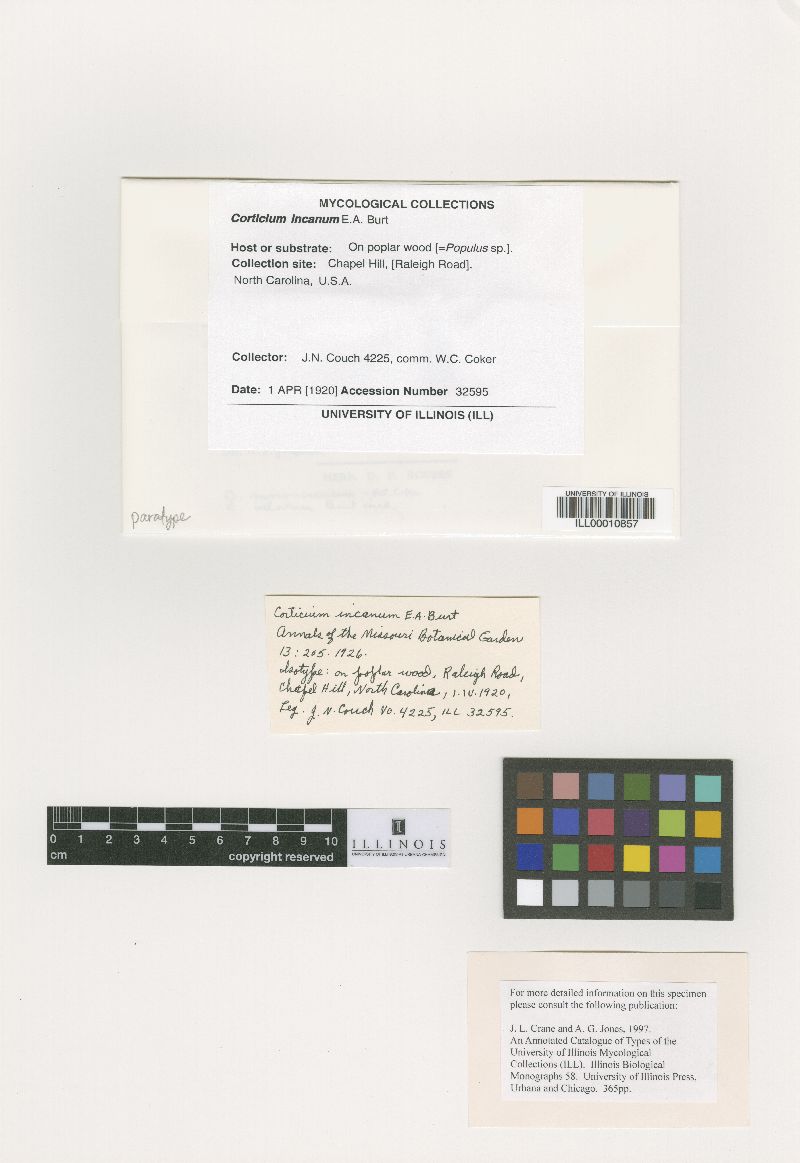 MYCOLOGICAL COLLECTIONS
Corticium incanum E.A. Burt
Host or substrate: On poplar wood [=Populus sp.].
Collection site: Chapel Hill, [Raleigh Road].
North Carolina, U.S.A.
Collector: J.N. Couch 4225, comm. W.C. Coker
Date: 1 APR [1920] Accession Number 32595
UNIVERSITY OF ILLINOIS (ILL)
paratype
UNIVERSITY OF ILLINOIS
ILL00010857
Corticium incanum E.A. Burt
Annals of the Missouri Botanical Garden
13: 205. 1926.
Isotype: on poplar wood, Raleigh Road,
Chapel Hill, North Carolina, 1.IV.1920,
Leg. J. N. Couch No. 4225, ILL 32595.
0 1 2 3 4 5 6 7 8 9 10
cm copyright reserved
I
ILLINOIS
UNIVERSITY OF ILLINOIS AT URBANA-CHAMPAIGN
For more detailed information on this specimen
please consult the following publication:
J. L. Crane and A. G. Jones, 1997.
An Annotated Catalogue of Types of the
University of Illinois Mycological
Collections (ILL). Illinois Biological
Monographs 58. University of Illinois Press,
Urbana and Chicago. 365pp.